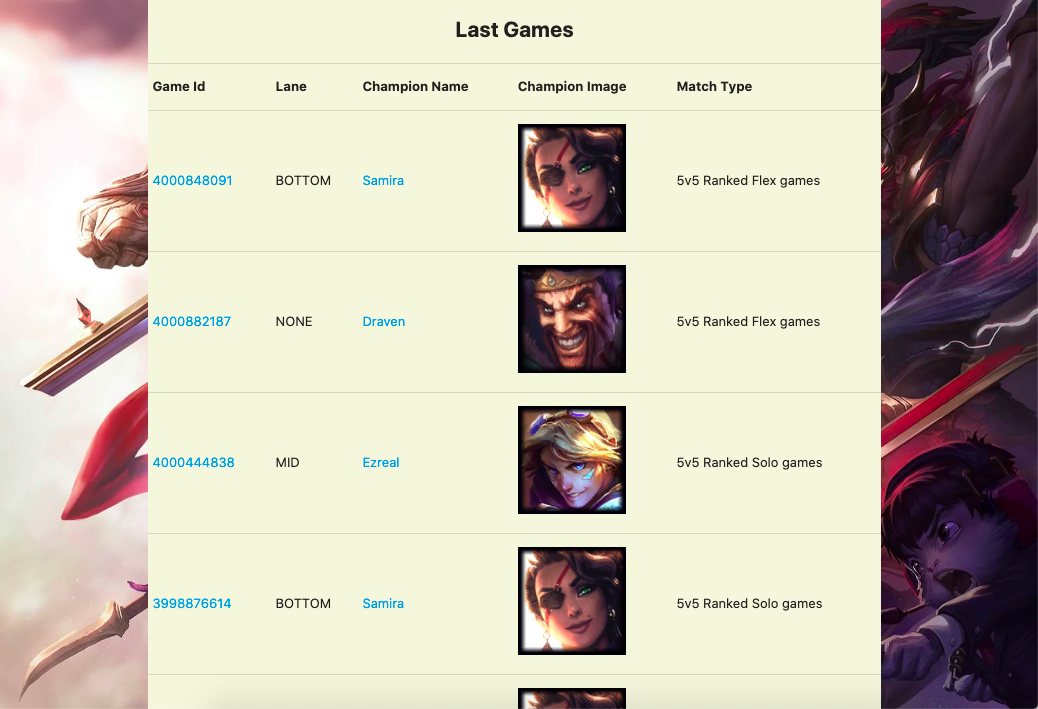 Last Games
Game Id Lane Champion Name Champion Image Match Type
4000848091 BOTTOM Samira 5v5 Ranked Flex games
4000882187 NONE Draven 5v5 Ranked Flex games
4000444838 MID Ezreal 5v5 Ranked Solo games
3998876614 BOTTOM Samira 5v5 Ranked Solo games